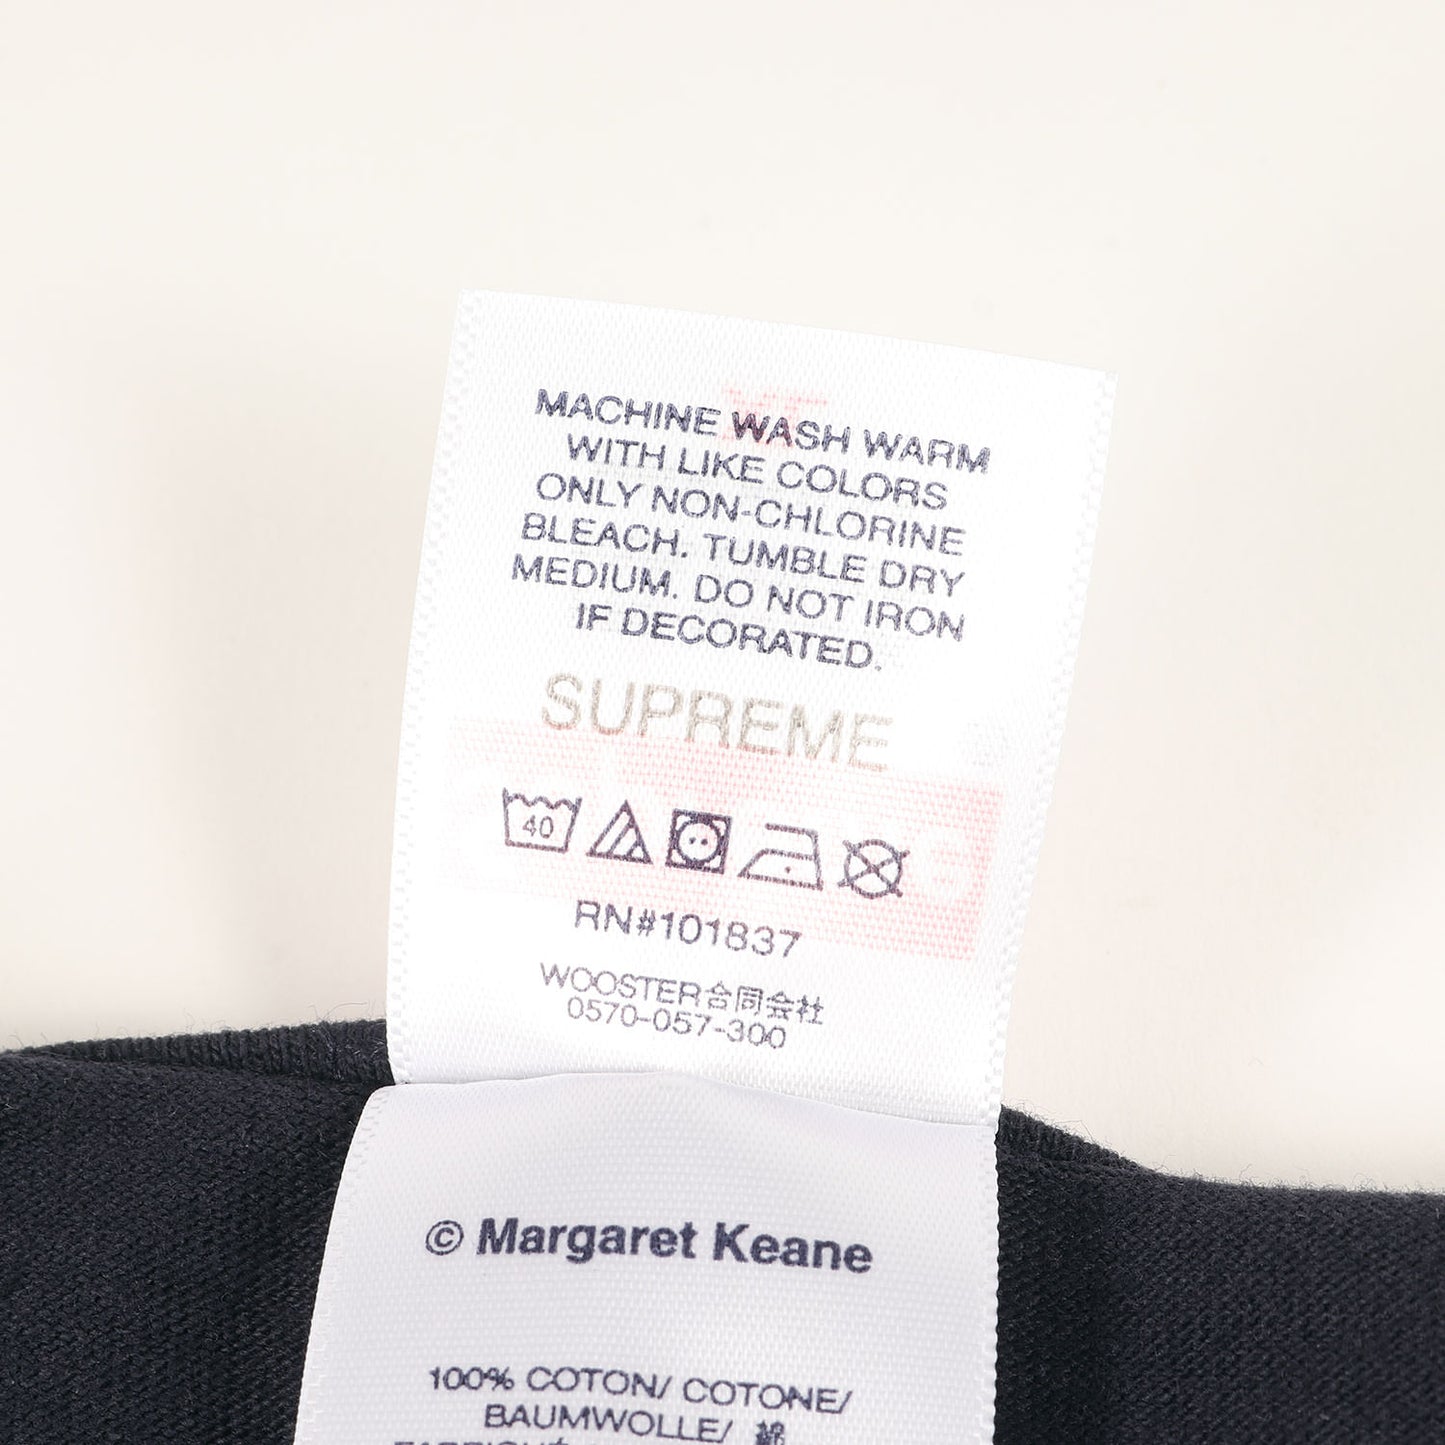 MACHINE WASH WARM
WITH LIKE COLORS
ONLY NON-CHLORINE
BLEACH. TUMBLE DRY
MEDIUM. DO NOT IRON
IF DECORATED.
SUPREME
40
RN#101837
WOOSTER合同会社
0570-057-300
© Margaret Keane
100% COTON/ COTONE/
BAUMWOLLE/ 綿